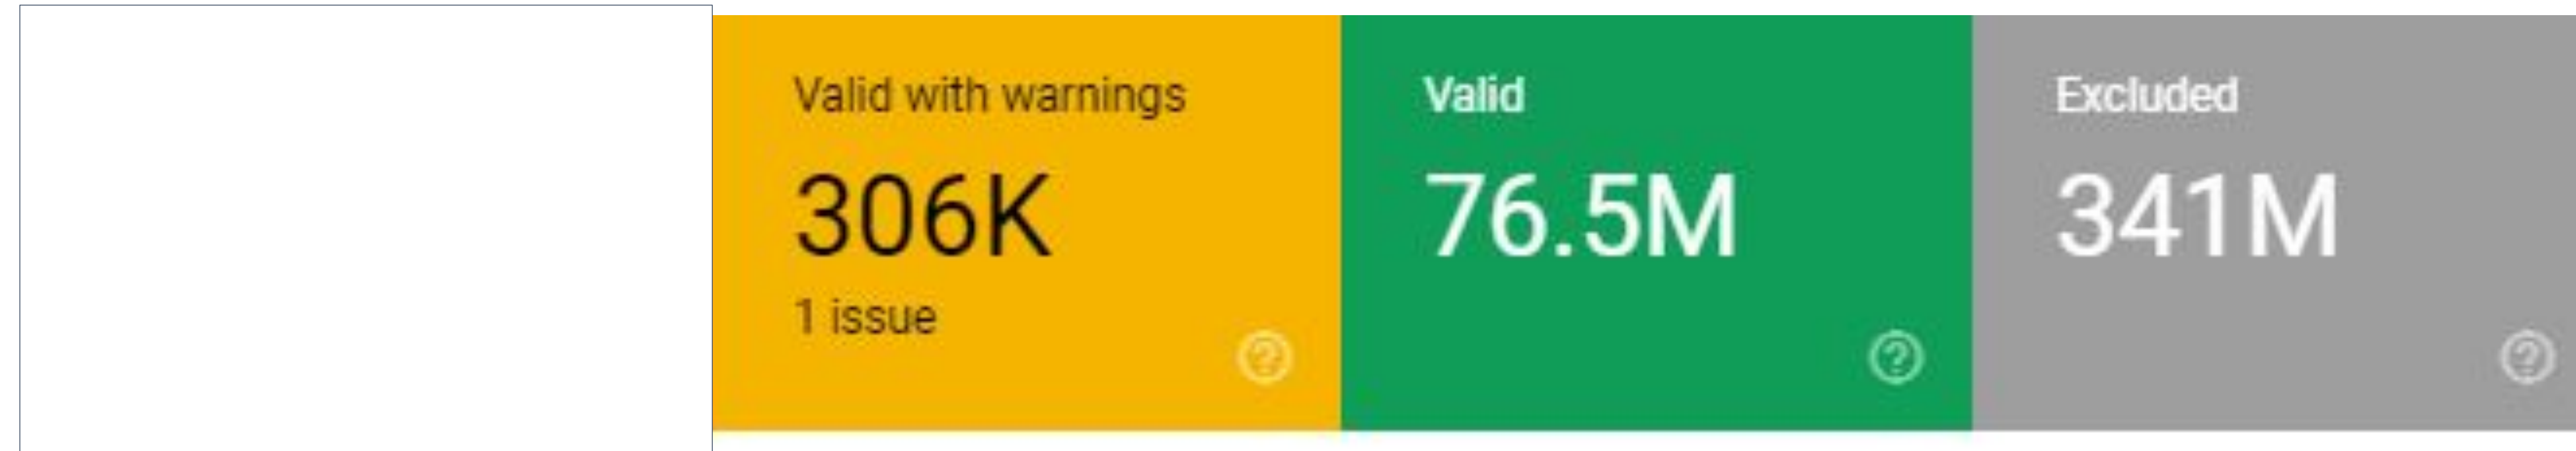 Valid with warnings
306K
1 issue
Valid
76.5M
Excluded
341M